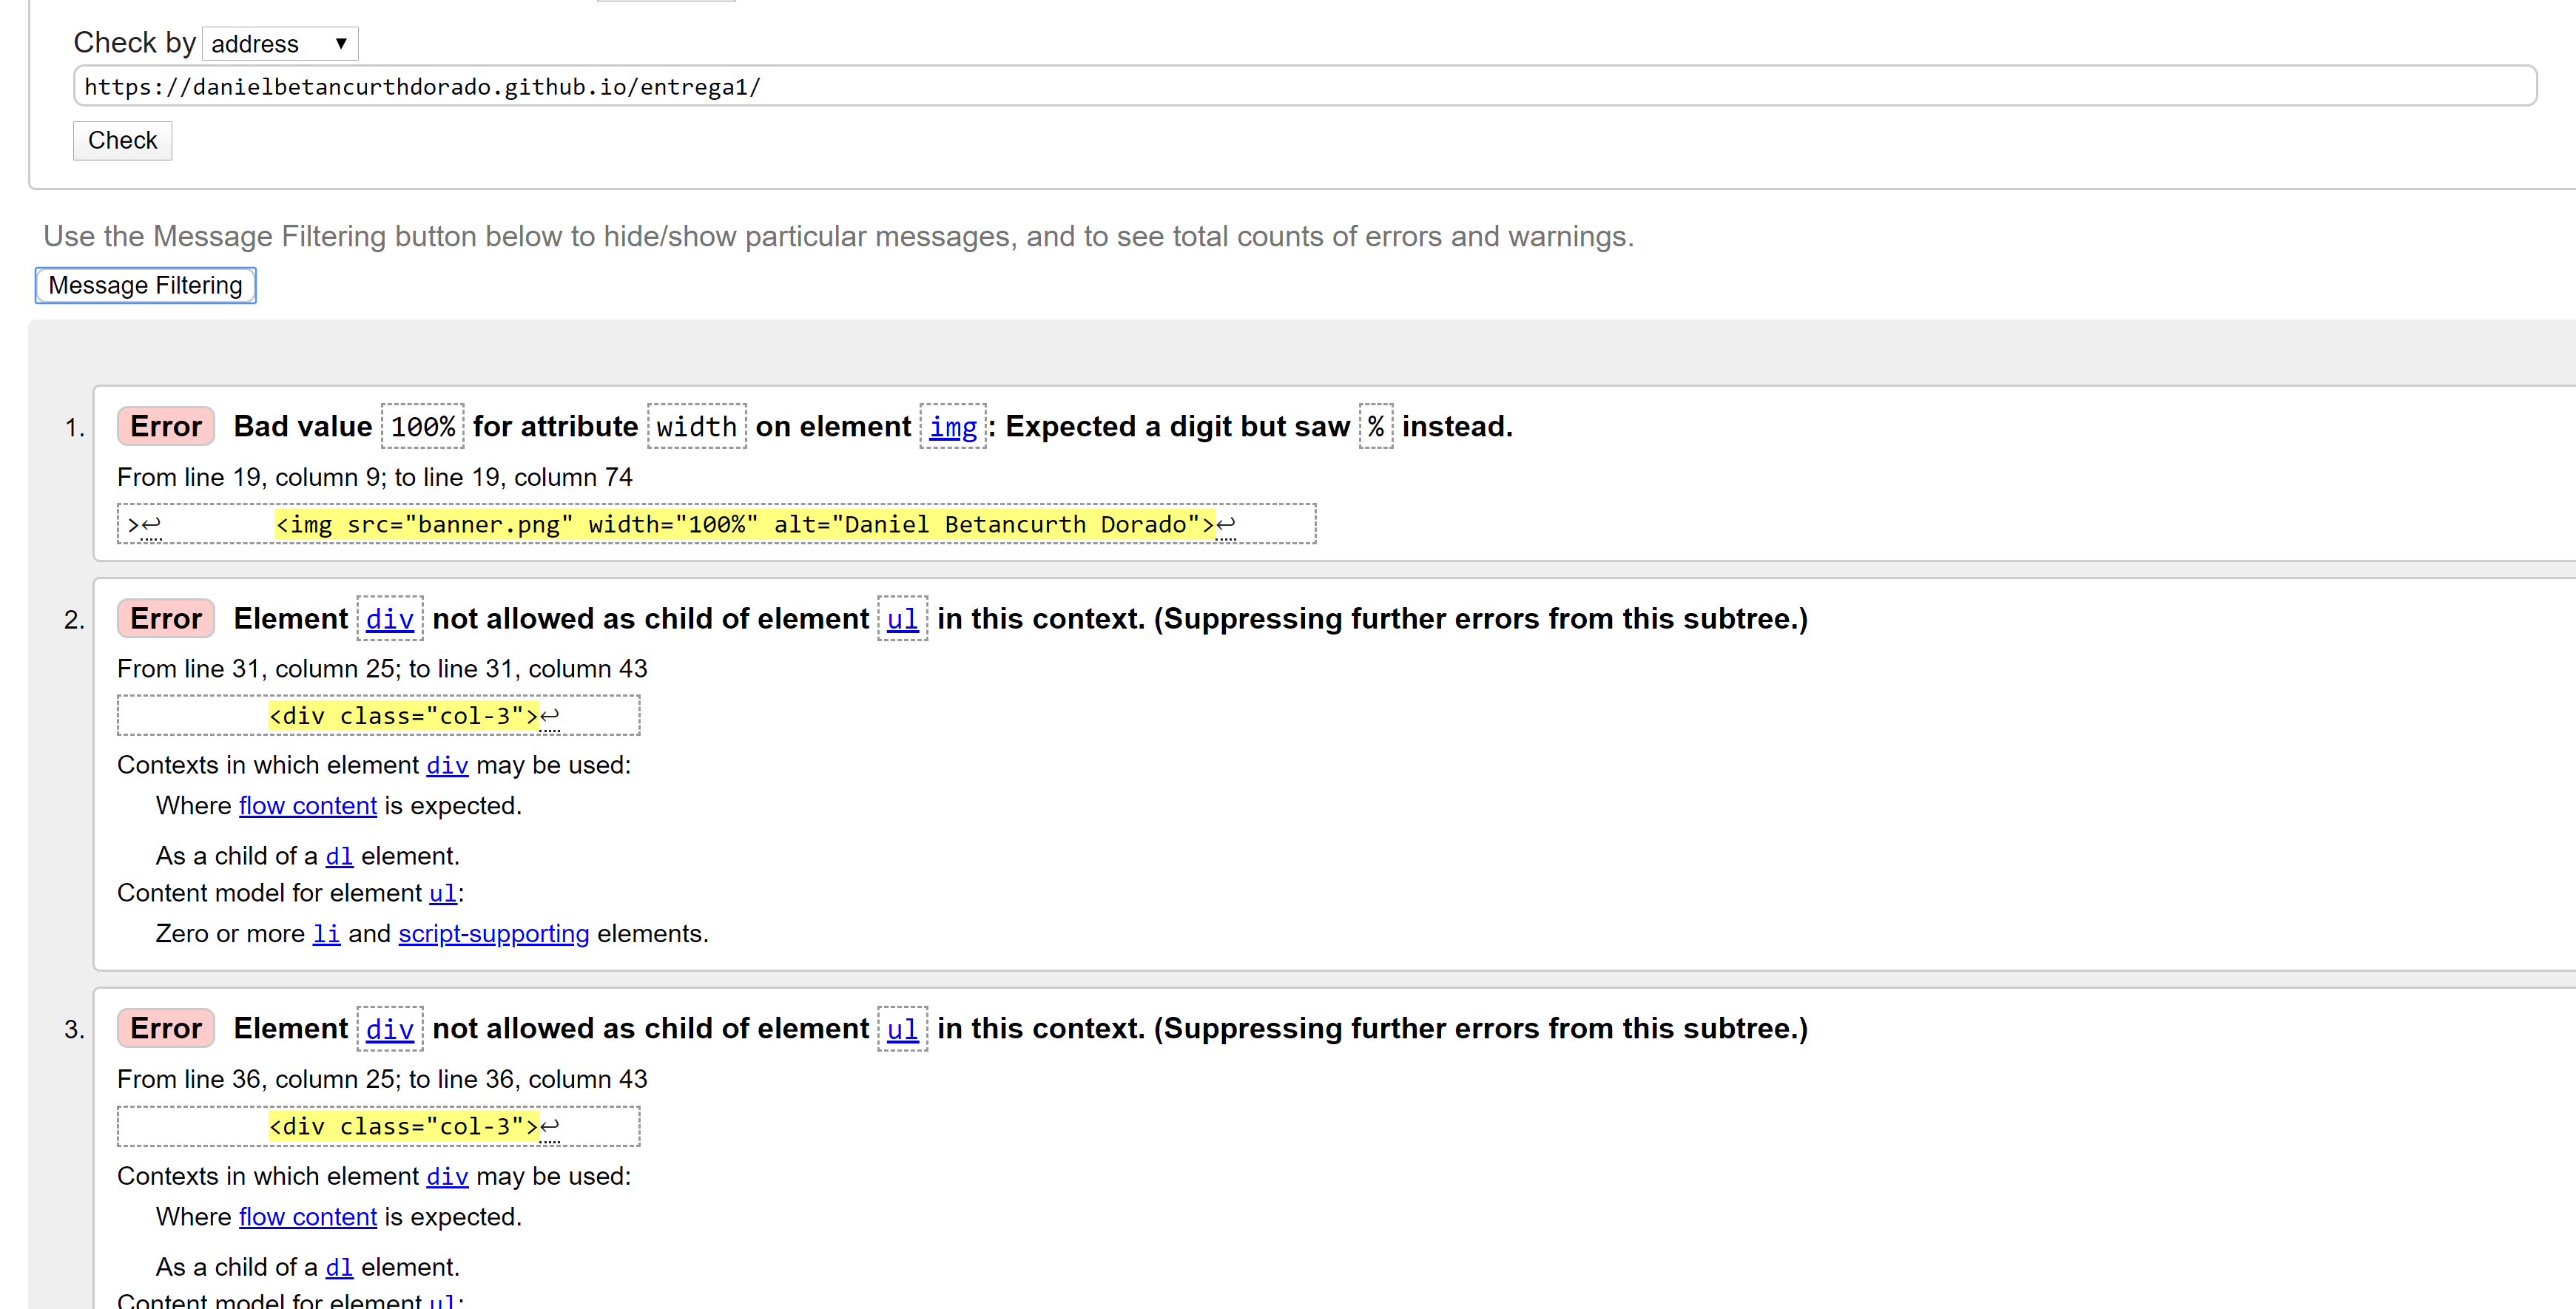 Check by address ▼
https://danielbetancurthdorado.github.io/entrega1/
Check
Use the Message Filtering button below to hide/show particular messages, and to see total counts of errors and warnings.
Message Filtering
1. Error Bad value 100% for attribute width on element img: Expected a digit but saw % instead.
From line 19, column 9; to line 19, column 74
>↩ <img src="banner.png" width="100%" alt="Daniel Betancurth Dorado">↩
2. Error Element div not allowed as child of element ul in this context. (Suppressing further errors from this subtree.)
From line 31, column 25; to line 31, column 43
<div class="col-3">↩
Contexts in which element div may be used:
Where flow content is expected.
As a child of a dl element.
Content model for element ul:
Zero or more li and script-supporting elements.
3. Error Element div not allowed as child of element ul in this context. (Suppressing further errors from this subtree.)
From line 36, column 25; to line 36, column 43
<div class="col-3">↩
Contexts in which element div may be used:
Where flow content is expected.
As a child of a dl element.
Content model for element ul: